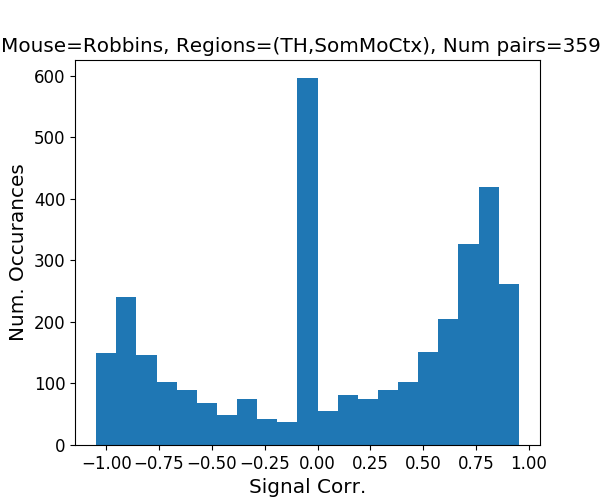 Mouse=Robbins, Regions=(TH,SomMoCtx), Num pairs=359
600
500
400
300
200
100
0
Num. Occurances
−1.00 −0.75 −0.50 −0.25 0.00 0.25 0.50 0.75 1.00
Signal Corr.